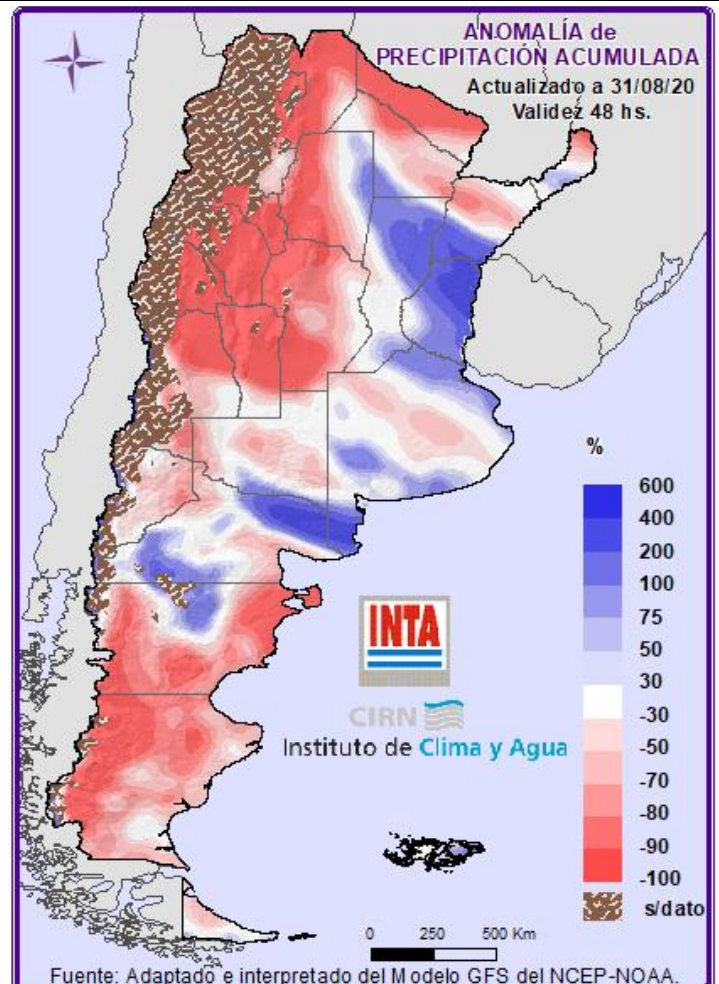 ANOMALÍA de
PRECIPITACIÓN ACUMULADA
Actualizado a 31/08/20
Validez 48 hs.
%
600
400
200
100
75
50
30
-30
-50
-70
-80
-90
-100
s/dato
INTA
CIRN
Instituto de Clima y Agua
0 250 500 Km
Fuente: Adaptado e interpretado del Modelo GFS del NCEP-NOAA.